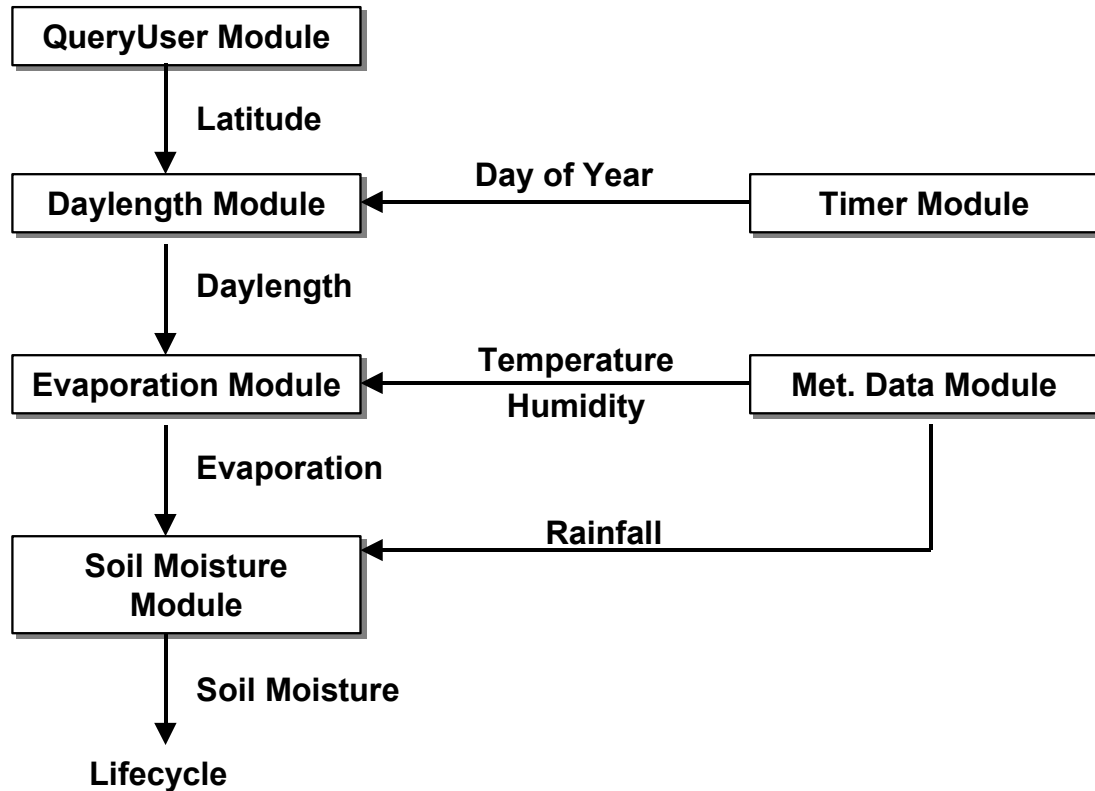 QueryUser Module
Latitude
Day of Year
Daylength Module
Timer Module
Daylength
Temperature
Evaporation Module
Met. Data Module
Humidity
Evaporation
Rainfall
Soil Moisture
Module
Soil Moisture
Lifecycle